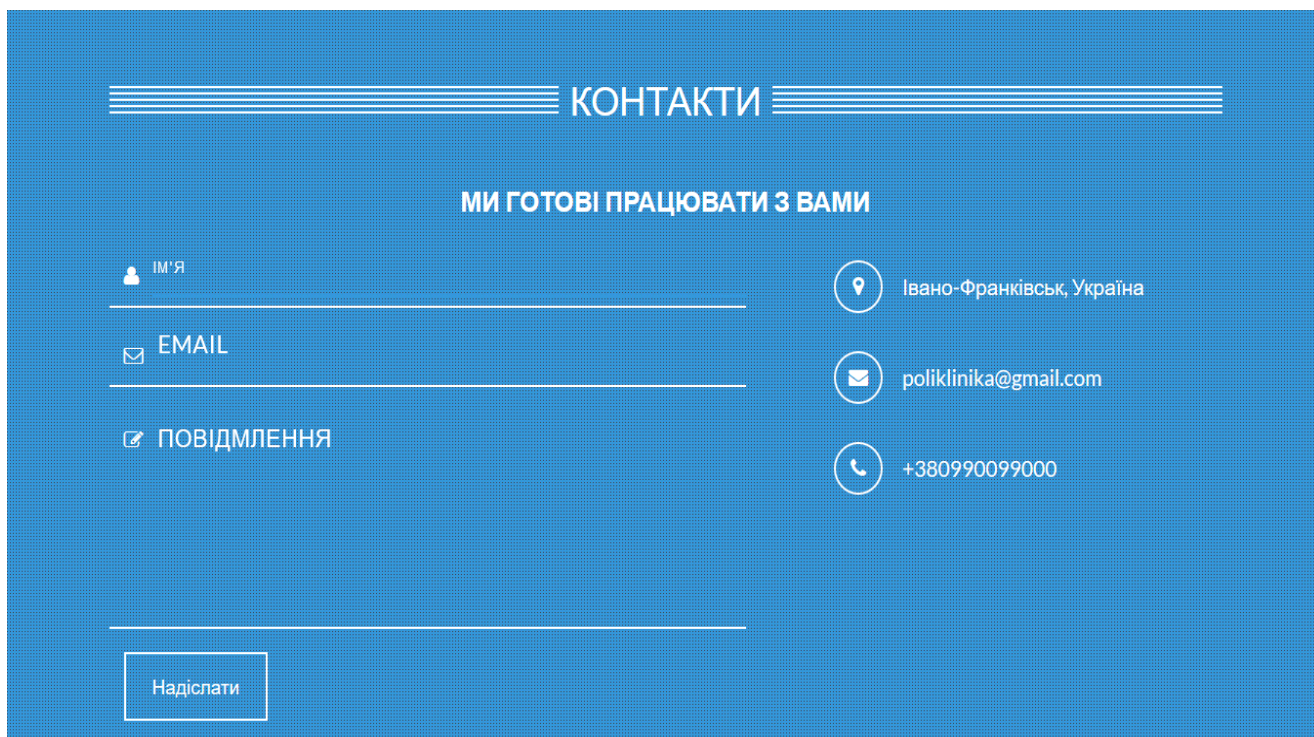 КОНТАКТИ
МИ ГОТОВІ ПРАЦЮВАТИ З ВАМИ
ІМ'Я
EMAIL
ПОВІДМЛЕННЯ
Надіслати
Івано-Франківськ, Україна
poliklinika@gmail.com
+380990099000